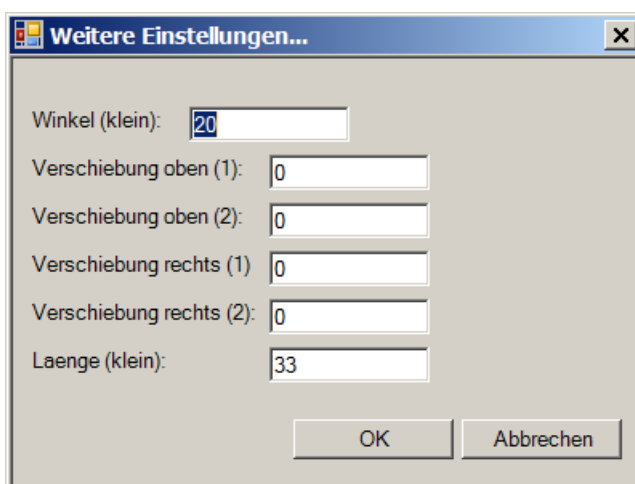 Weitere Einstellungen...
Winkel (klein): 20
Verschiebung oben (1): 0
Verschiebung oben (2): 0
Verschiebung rechts (1) 0
Verschiebung rechts (2): 0
Laenge (klein): 33
OK Abbrechen